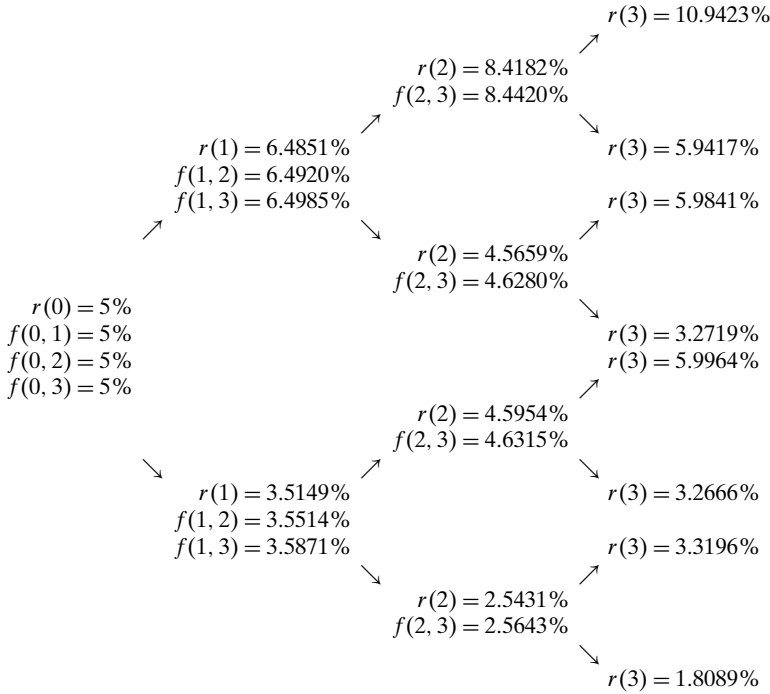 r(3) = 10.9423%
r(2) = 8.4182%
f(2, 3) = 8.4420%
r(1) = 6.4851%
f(1, 2) = 6.4920%
f(1, 3) = 6.4985%
r(3) = 5.9417%
r(3) = 5.9841%
r(2) = 4.5659%
f(2, 3) = 4.6280%
r(0) = 5%
f(0, 1) = 5%
f(0, 2) = 5%
f(0, 3) = 5%
r(3) = 3.2719%
r(3) = 5.9964%
r(2) = 4.5954%
f(2, 3) = 4.6315%
r(1) = 3.5149%
f(1, 2) = 3.5514%
f(1, 3) = 3.5871%
r(3) = 3.2666%
r(3) = 3.3196%
r(2) = 2.5431%
f(2, 3) = 2.5643%
r(3) = 1.8089%